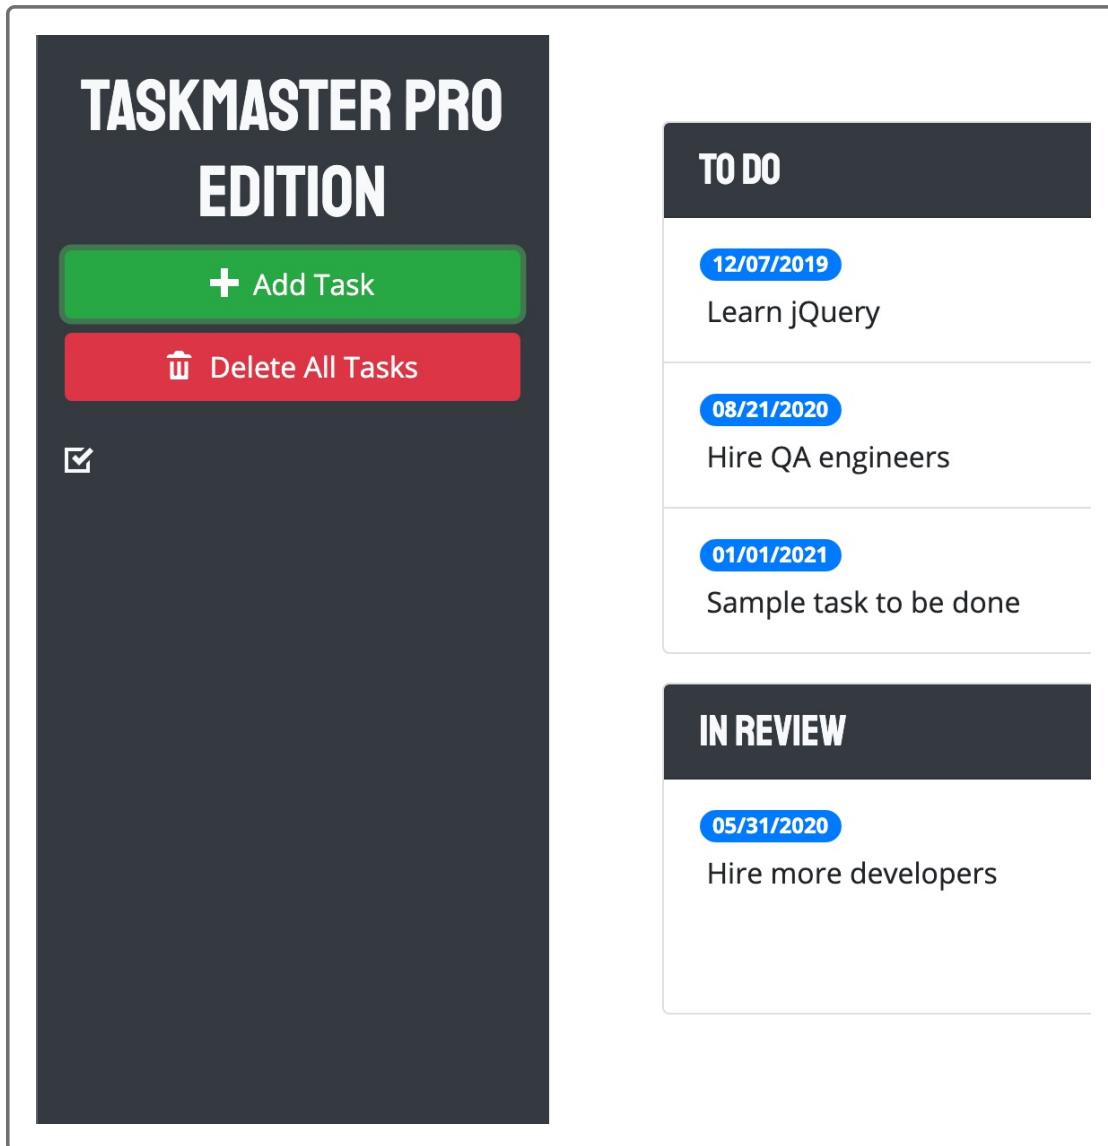 TASKMASTER PRO
EDITION
Add Task
Delete All Tasks
TO DO
12/07/2019
Learn jQuery
08/21/2020
Hire QA engineers
01/01/2021
Sample task to be done
IN REVIEW
05/31/2020
Hire more developers